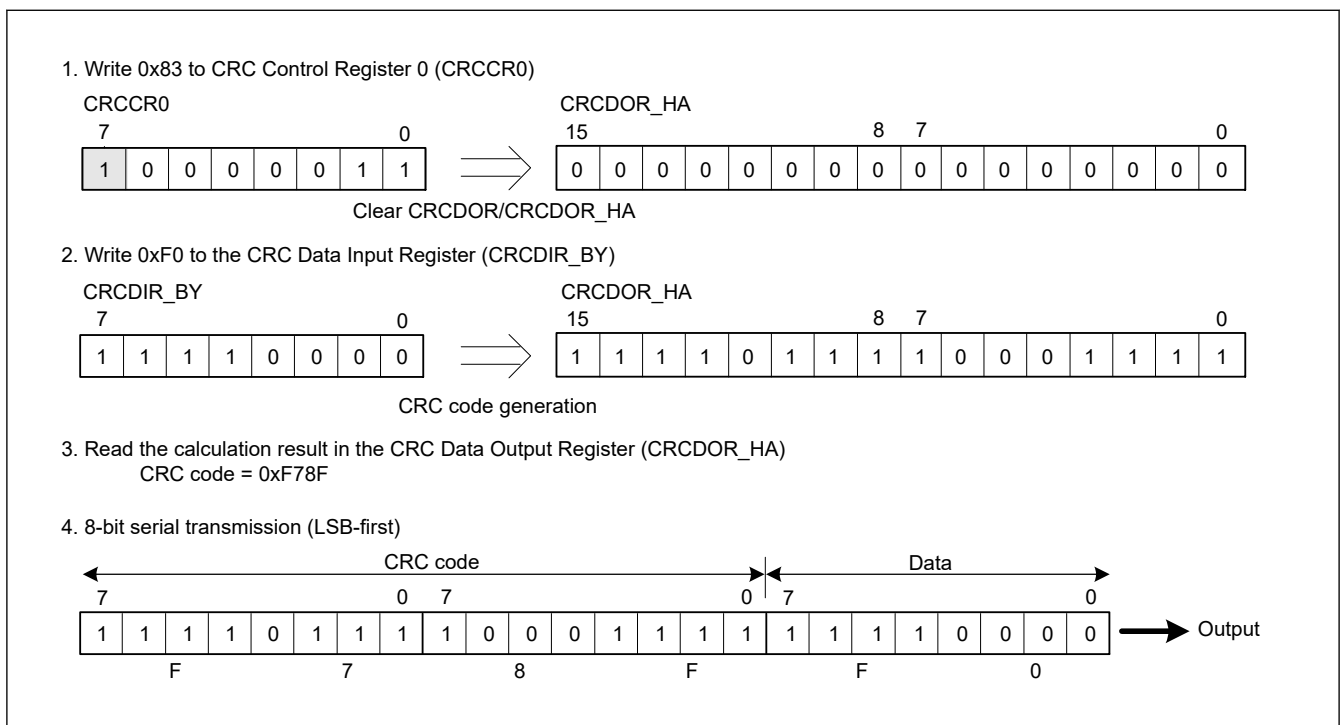 1. Write 0x83 to CRC Control Register 0 (CRCCR0)
CRCCR0 CRCDOR_HA
7 0 15 8 7 0
1 0 0 0 0 0 1 1 0 0 0 0 0 0 0 0 0 0 0 0 0 0 0 0
Clear CRCDOR/CRCDOR_HA
2. Write 0xF0 to the CRC Data Input Register (CRCDIR_BY)
CRCDIR_BY CRCDOR_HA
7 0 15 8 7 0
1 1 1 1 0 0 0 0 1 1 1 1 0 1 1 1 1 0 0 0 1 1 1 1
CRC code generation
3. Read the calculation result in the CRC Data Output Register (CRCDOR_HA)
CRC code = 0xF78F
4. 8-bit serial transmission (LSB-first)
CRC code Data
7 0 7 0 7 0
1 1 1 1 0 1 1 1 1 0 0 0 1 1 1 1 1 1 1 1 0 0 0 0 Output
F 7 8 F F 0